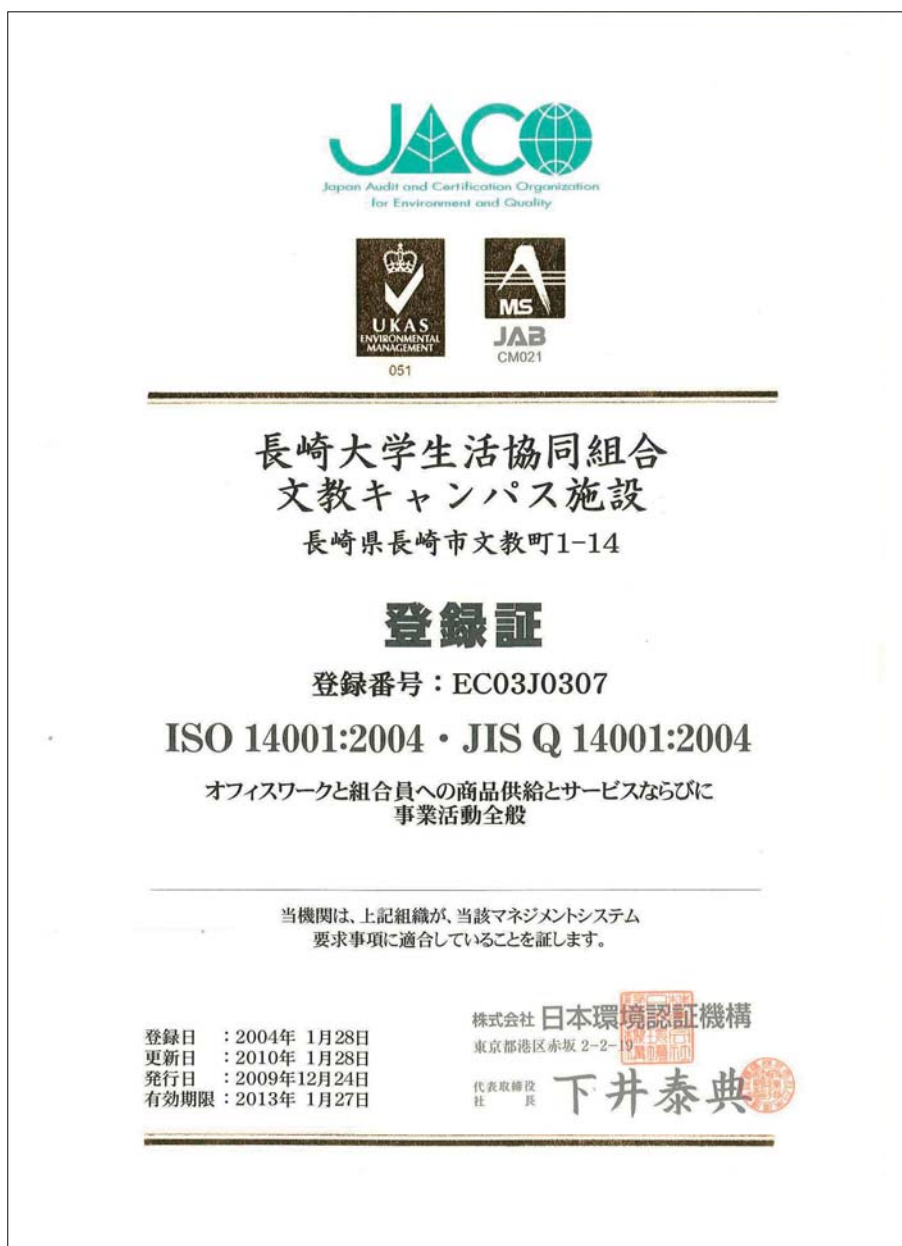 JACO
Japan Audit and Certification Organization
for Environment and Quality
UKAS
ENVIRONMENTAL
MANAGEMENT
051
MS
JAB
CM021
長崎大学生活協同組合
文教キャンパス施設
長崎県長崎市文教町1-14
登録証
登録番号：EC03J0307
ISO 14001:2004・JIS Q 14001:2004
オフィスワークと組合員への商品供給とサービスならびに
事業活動全般
当機関は、上記組織が、当該マネジメントシステム
要求事項に適合していることを証します。
登録日 ：2004年 1月28日
更新日 ：2010年 1月28日
発行日 ：2009年12月24日
有効期限：2013年 1月27日
株式会社 日本環境認証機構
東京都港区赤坂 2-2-19
代表取締役
社長 下井泰典